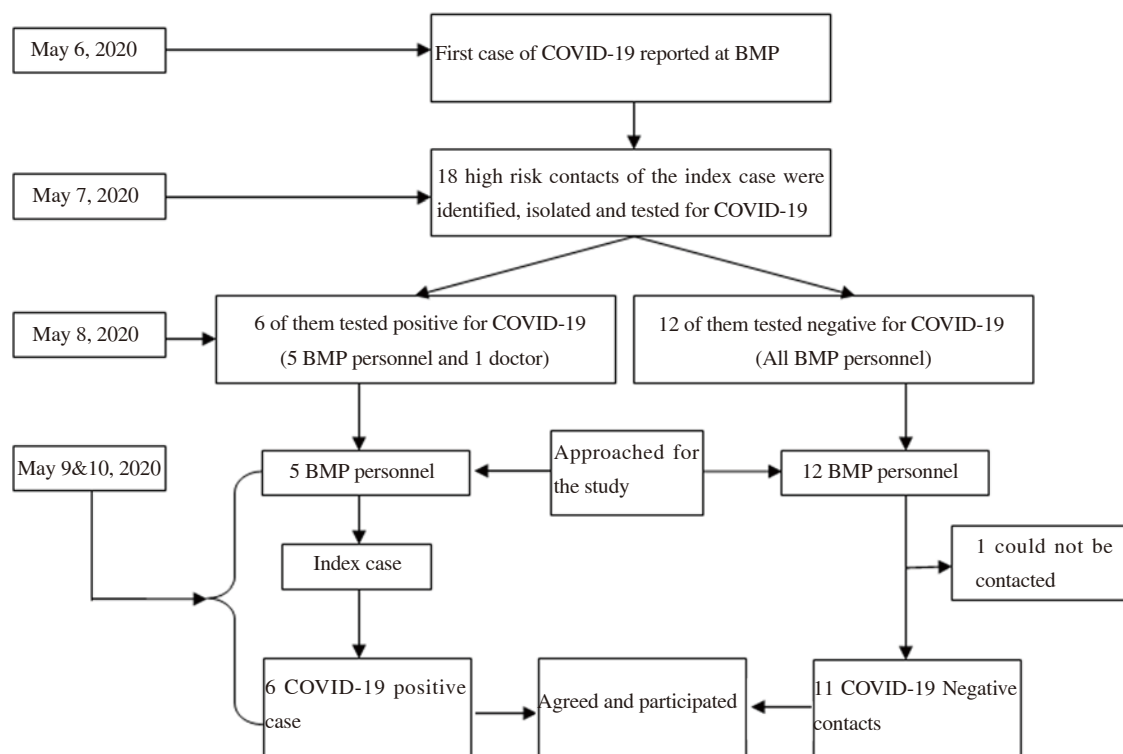 May 6, 2020
First case of COVID-19 reported at BMP
May 7, 2020
18 high risk contacts of the index case were
identified, isolated and tested for COVID-19
May 8, 2020
6 of them tested positive for COVID-19
(5 BMP personnel and 1 doctor)
12 of them tested negative for COVID-19
(All BMP personnel)
May 9&10, 2020
5 BMP personnel
Approached for
the study
12 BMP personnel
Index case
1 could not be
contacted
6 COVID-19 positive
case
Agreed and participated
11 COVID-19 Negative
contacts